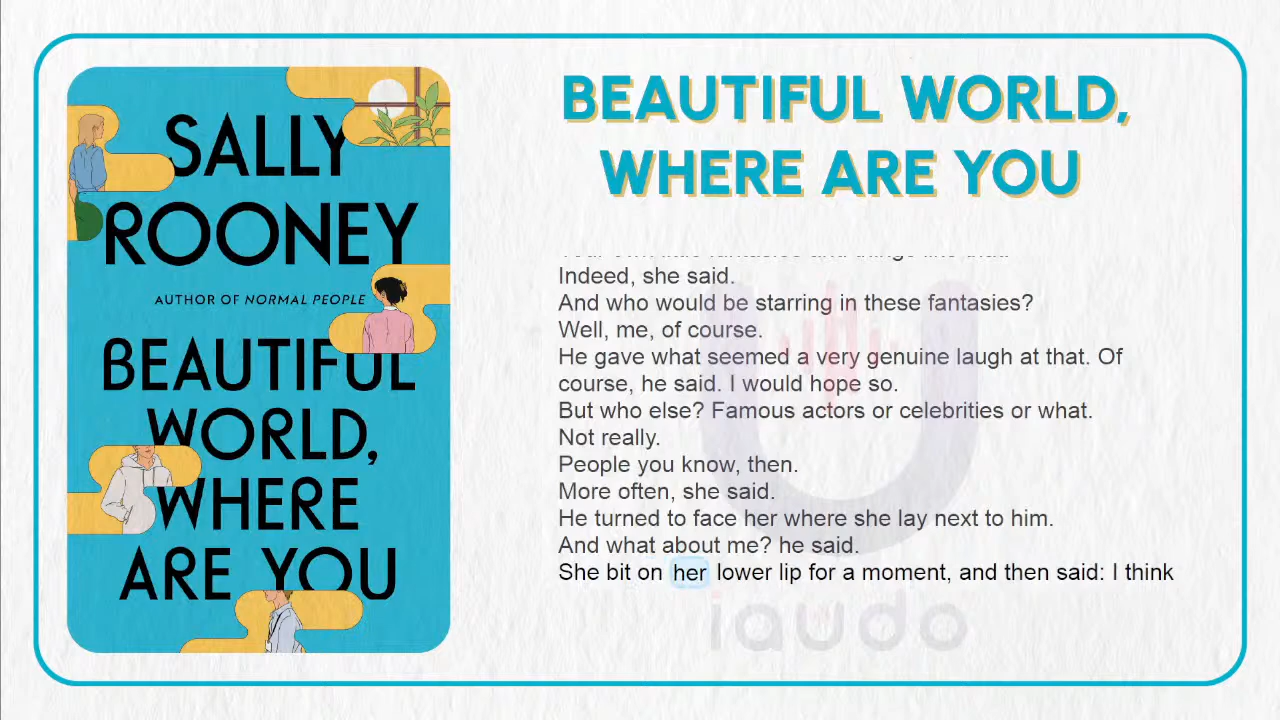 SALLY
ROONEY
AUTHOR OF NORMAL PEOPLE
BEAUTIFUL
WORLD,
WHERE
ARE YOU
BEAUTIFUL WORLD,
WHERE ARE YOU
Indeed, she said.
And who would be starring in these fantasies?
Well, me, of course.
He gave what seemed a very genuine laugh at that. Of
course, he said. I would hope so.
But who else? Famous actors or celebrities or what.
Not really.
People you know, then.
More often, she said.
He turned to face her where she lay next to him.
And what about me? he said.
She bit on her lower lip for a moment, and then said: I think
iaudo